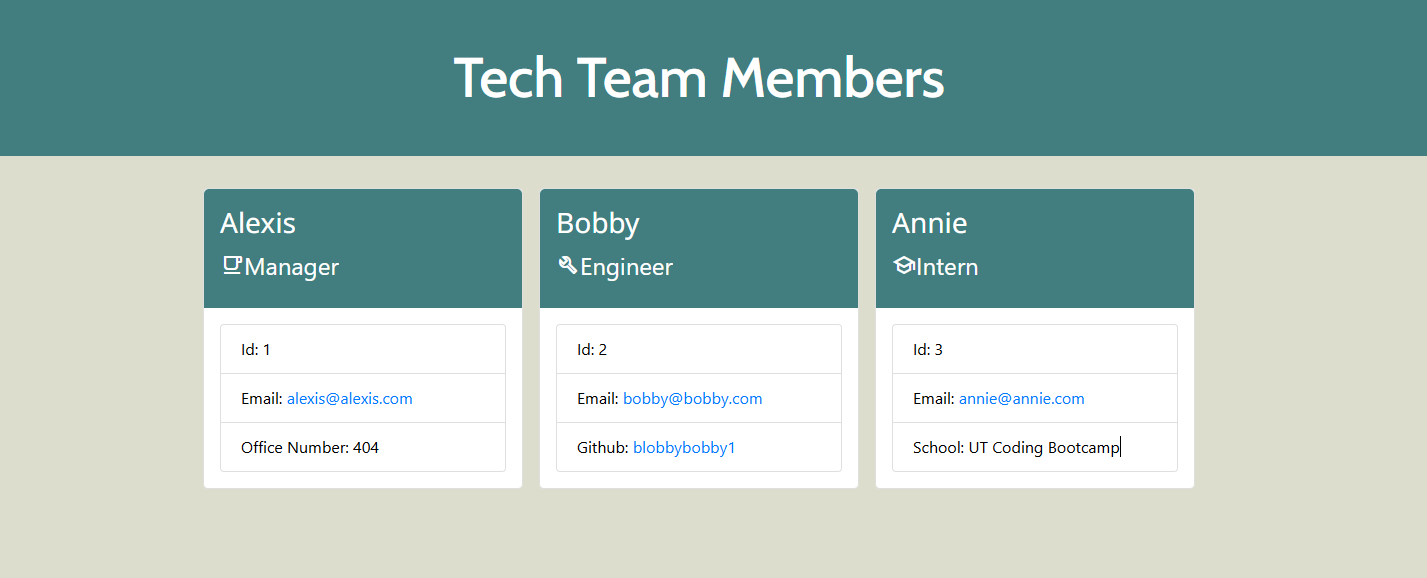 Tech Team Members
Alexis
Manager
Id: 1
Email: alexis@alexis.com
Office Number: 404
Bobby
Engineer
Id: 2
Email: bobby@bobby.com
Github: blobbybobby1
Annie
Intern
Id: 3
Email: annie@annie.com
School: UT Coding Bootcamp